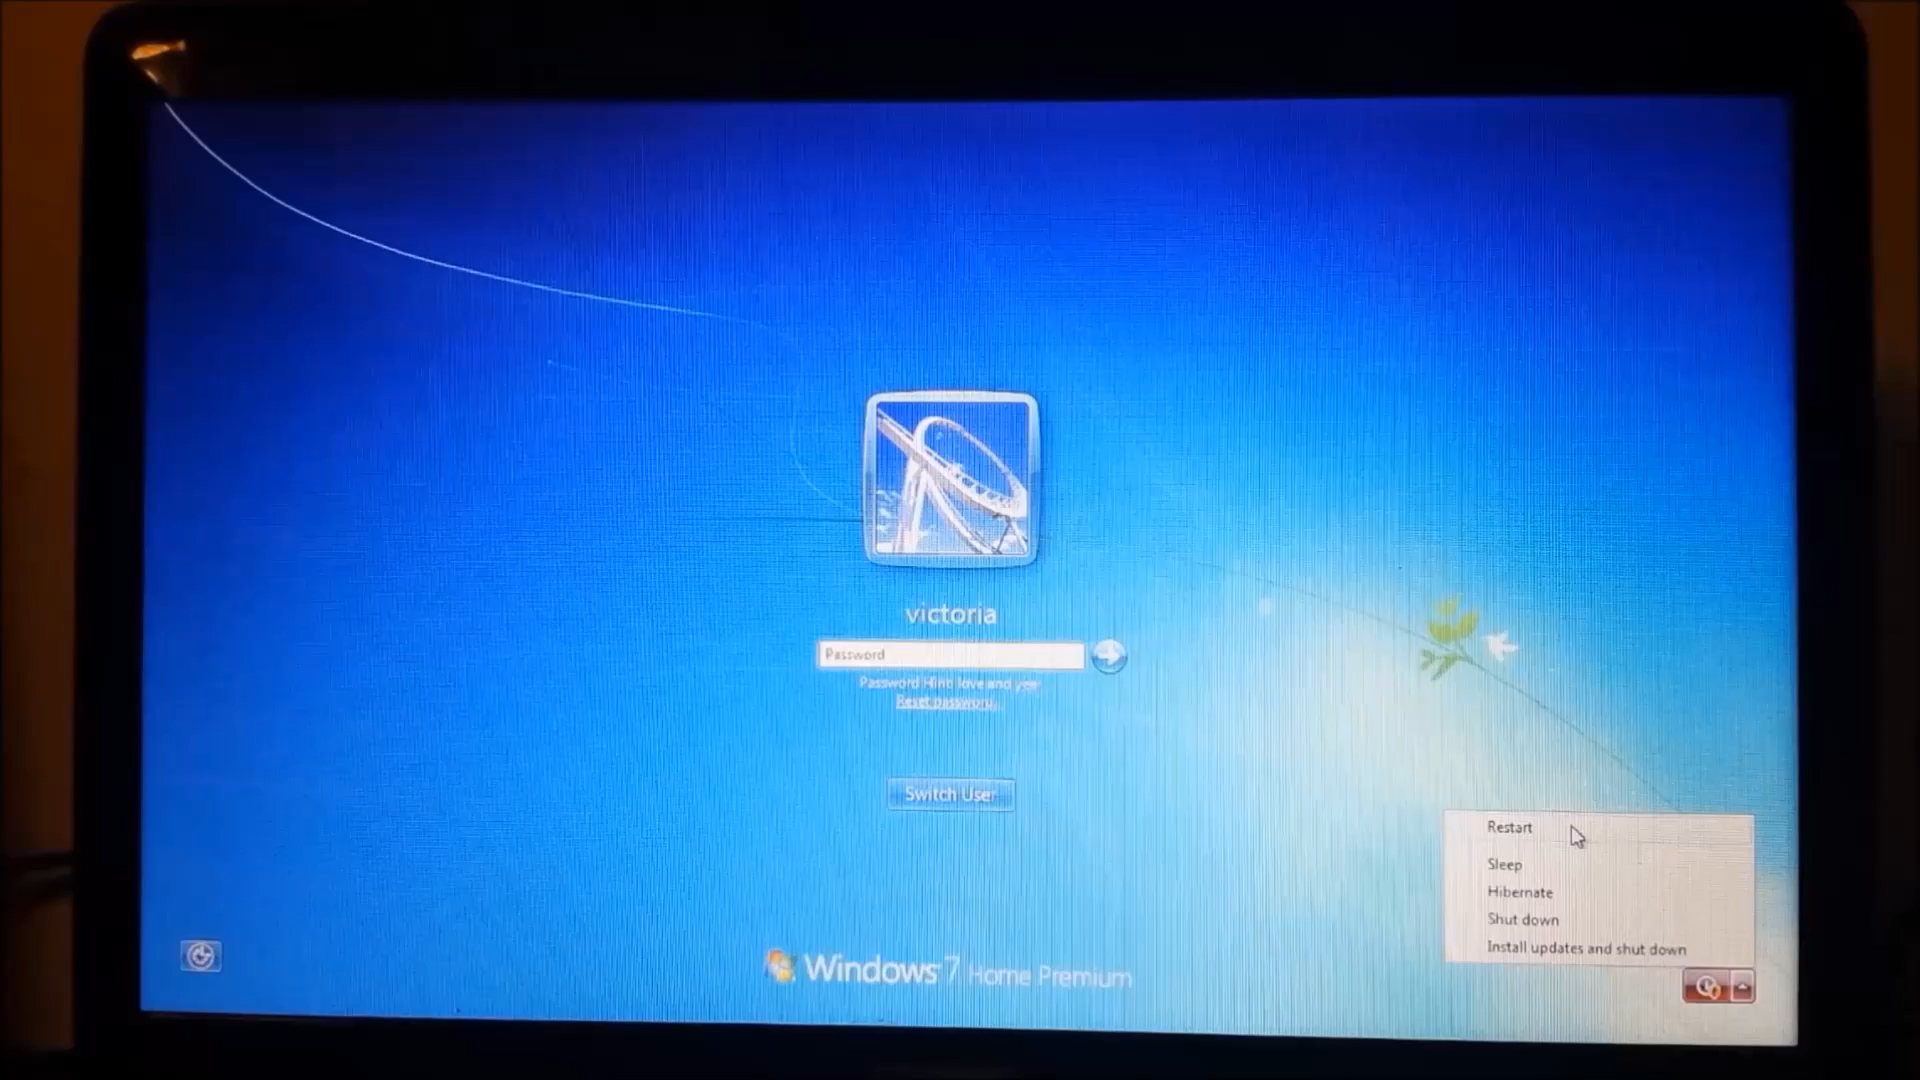 victoria
Password
Password Hint: love and year
Reset password...
Switch User
Restart
Sleep
Hibernate
Shut down
Install updates and shut down
Windows 7 Home Premium